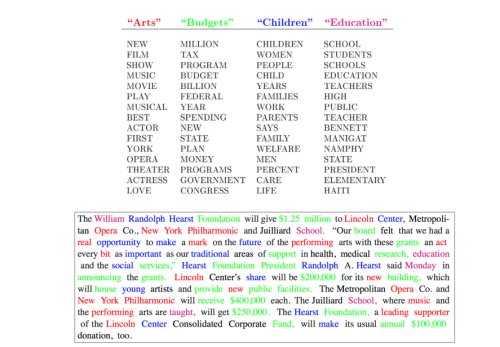 “Arts” “Budgets” “Children” “Education”
NEW MILLION CHILDREN SCHOOL
FILM TAX WOMEN STUDENTS
SHOW PROGRAM PEOPLE SCHOOLS
MUSIC BUDGET CHILD EDUCATION
MOVIE BILLION YEARS TEACHERS
PLAY FEDERAL FAMILIES HIGH
MUSICAL YEAR WORK PUBLIC
BEST SPENDING PARENTS TEACHER
ACTOR NEW SAYS BENNETT
FIRST STATE FAMILY MANIGAT
YORK PLAN WELFARE NAMPHY
OPERA MONEY MEN STATE
THEATER PROGRAMS PERCENT PRESIDENT
ACTRESS GOVERNMENT CARE ELEMENTARY
LOVE CONGRESS LIFE HAITI
The William Randolph Hearst Foundation will give $1.25 million to Lincoln Center, Metropoli-
tan Opera Co., New York Philharmonic and Juilliard School. “Our board felt that we had a
real opportunity to make a mark on the future of the performing arts with these grants an act
every bit as important as our traditional areas of support in health, medical research, education
and the social services,” Hearst Foundation President Randolph A. Hearst said Monday in
announcing the grants. Lincoln Center’s share will be $200,000 for its new building, which
will house young artists and provide new public facilities. The Metropolitan Opera Co. and
New York Philharmonic will receive $400,000 each. The Juilliard School, where music and
the performing arts are taught, will get $250,000. The Hearst Foundation, a leading supporter
of the Lincoln Center Consolidated Corporate Fund, will make its usual annual $100,000
donation, too.